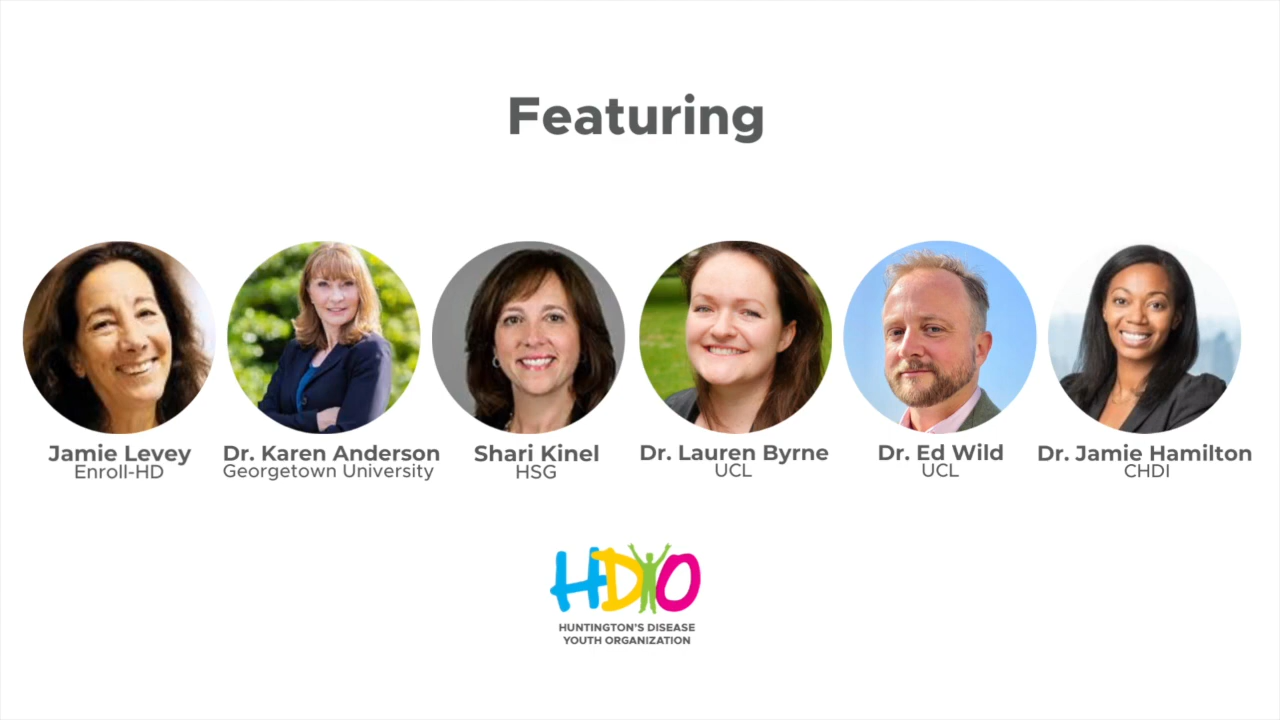 Featuring
Jamie Levey
Enroll-HD
Dr. Karen Anderson
Georgetown University
Shari Kinel
HSG
Dr. Lauren Byrne
UCL
Dr. Ed Wild
UCL
Dr. Jamie Hamilton
CHDI
HDYO
HUNTINGTON'S DISEASE
YOUTH ORGANIZATION